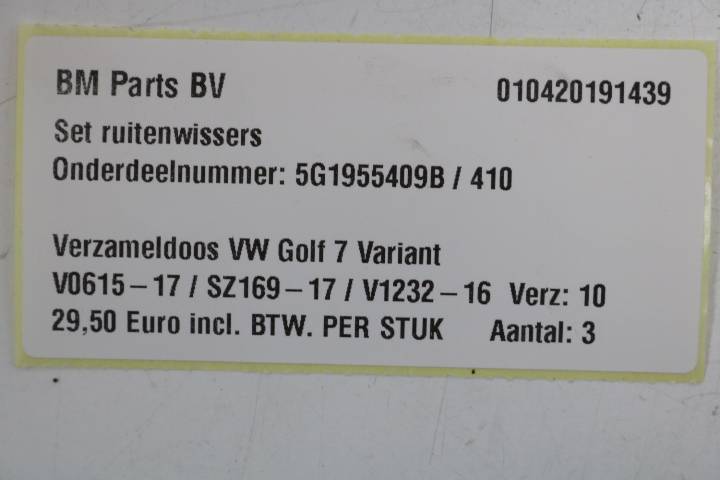 BM Parts BV 010420191439
Set ruitenwissers
Onderdeelnummer: 5G1955409B / 410
Verzameldoos VW Golf 7 Variant
V0615 – 17 / SZ169 – 17 / V1232 – 16 Verz: 10
29,50 Euro incl. BTW. PER STUK Aantal: 3